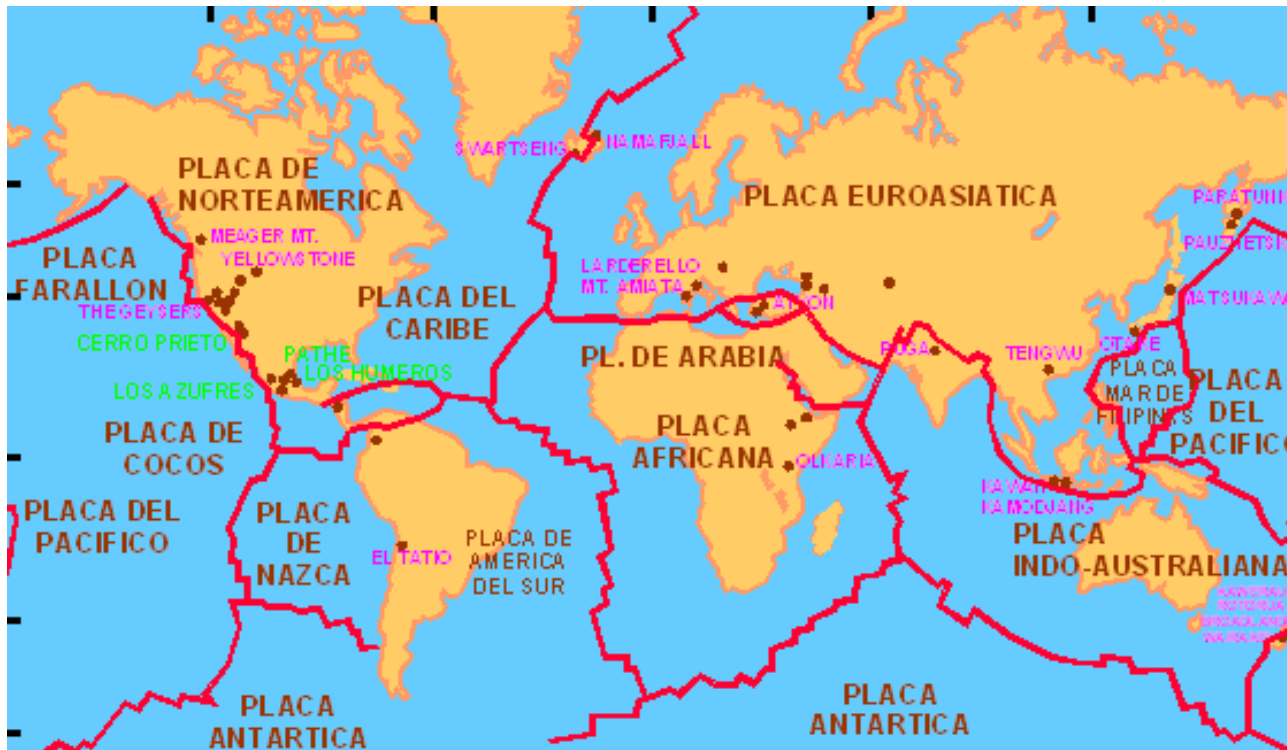 SWARTSENG
NAMAFJALL
PLACA DE
NORTEAMERICA
PLACA EUROASIATICA
MEAGER MT.
YELLOWSTONE
PLACA
FARALLON
THE GEYSERS
CERRO PRIETO
PATHE
LOS HUMEROS
LOS AZUFRES
PLACA DEL
CARIBE
LARDERELLO
MT. AMIATA
PL. DE ARABIA
PUGA
TENGWU
MATSUKAWA
OTAKE
PLACA
MAR DE
FILIPINAS
PLACA
DEL
PACIFICO
PLACA DE
COCOS
PLACA
AFRICANA
OLKARIA
PLACA DEL
PACIFICO
PLACA
DE
NAZCA
EL TATIO
PLACA DE
AMERICA
DEL SUR
KAMODJANG
PLACA
INDO-AUSTRALIANA
PLACA
ANTARTICA
PLACA
ANTARTICA